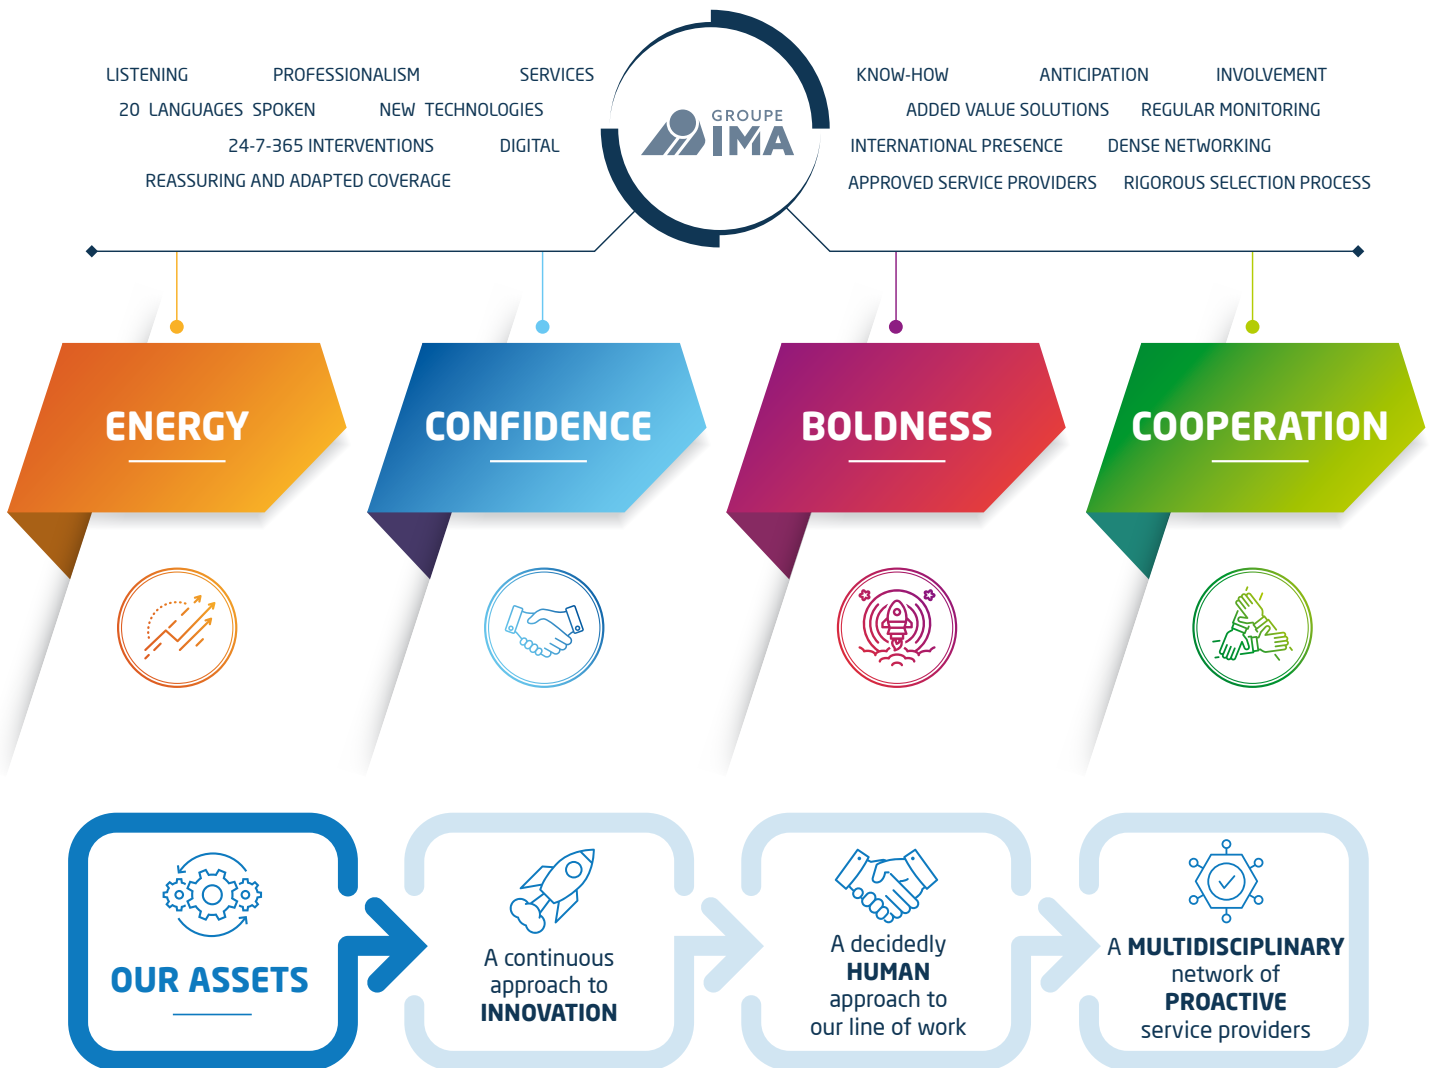 LISTENING PROFESSIONALISM SERVICES
20 LANGUAGES SPOKEN NEW TECHNOLOGIES
24-7-365 INTERVENTIONS DIGITAL
REASSURING AND ADAPTED COVERAGE
GROUPE
IMA
KNOW-HOW ANTICIPATION INVOLVEMENT
ADDED VALUE SOLUTIONS REGULAR MONITORING
INTERNATIONAL PRESENCE DENSE NETWORKING
APPROVED SERVICE PROVIDERS RIGOROUS SELECTION PROCESS
ENERGY
CONFIDENCE
BOLDNESS
COOPERATION
OUR ASSETS
A continuous
approach to
INNOVATION
A decidedly
HUMAN
approach to
our line of work
A MULTIDISCIPLINARY
network of
PROACTIVE
service providers